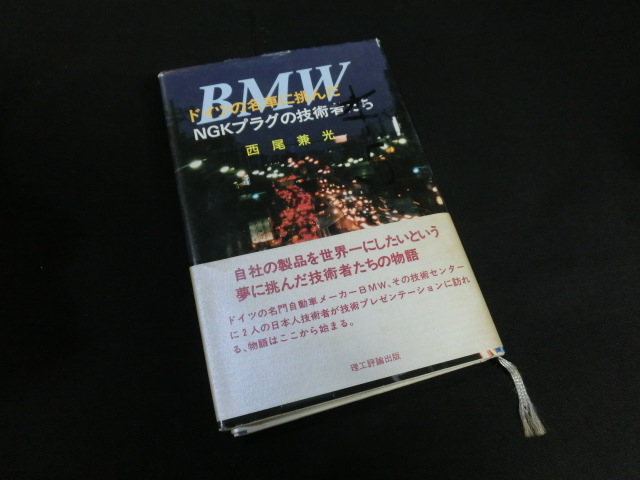 BMW
ドイツの名車に挑んだ
NGKプラグの技術者たち
西尾兼光
自社の製品を世界一にしたいという
夢に挑んだ技術者たちの物語
ドイツの名門自動車メーカーBMW、その技術センター
に2人の日本人技術者が技術プレゼンテーションに訪れ
る、物語はここから始まる。
理工評論出版